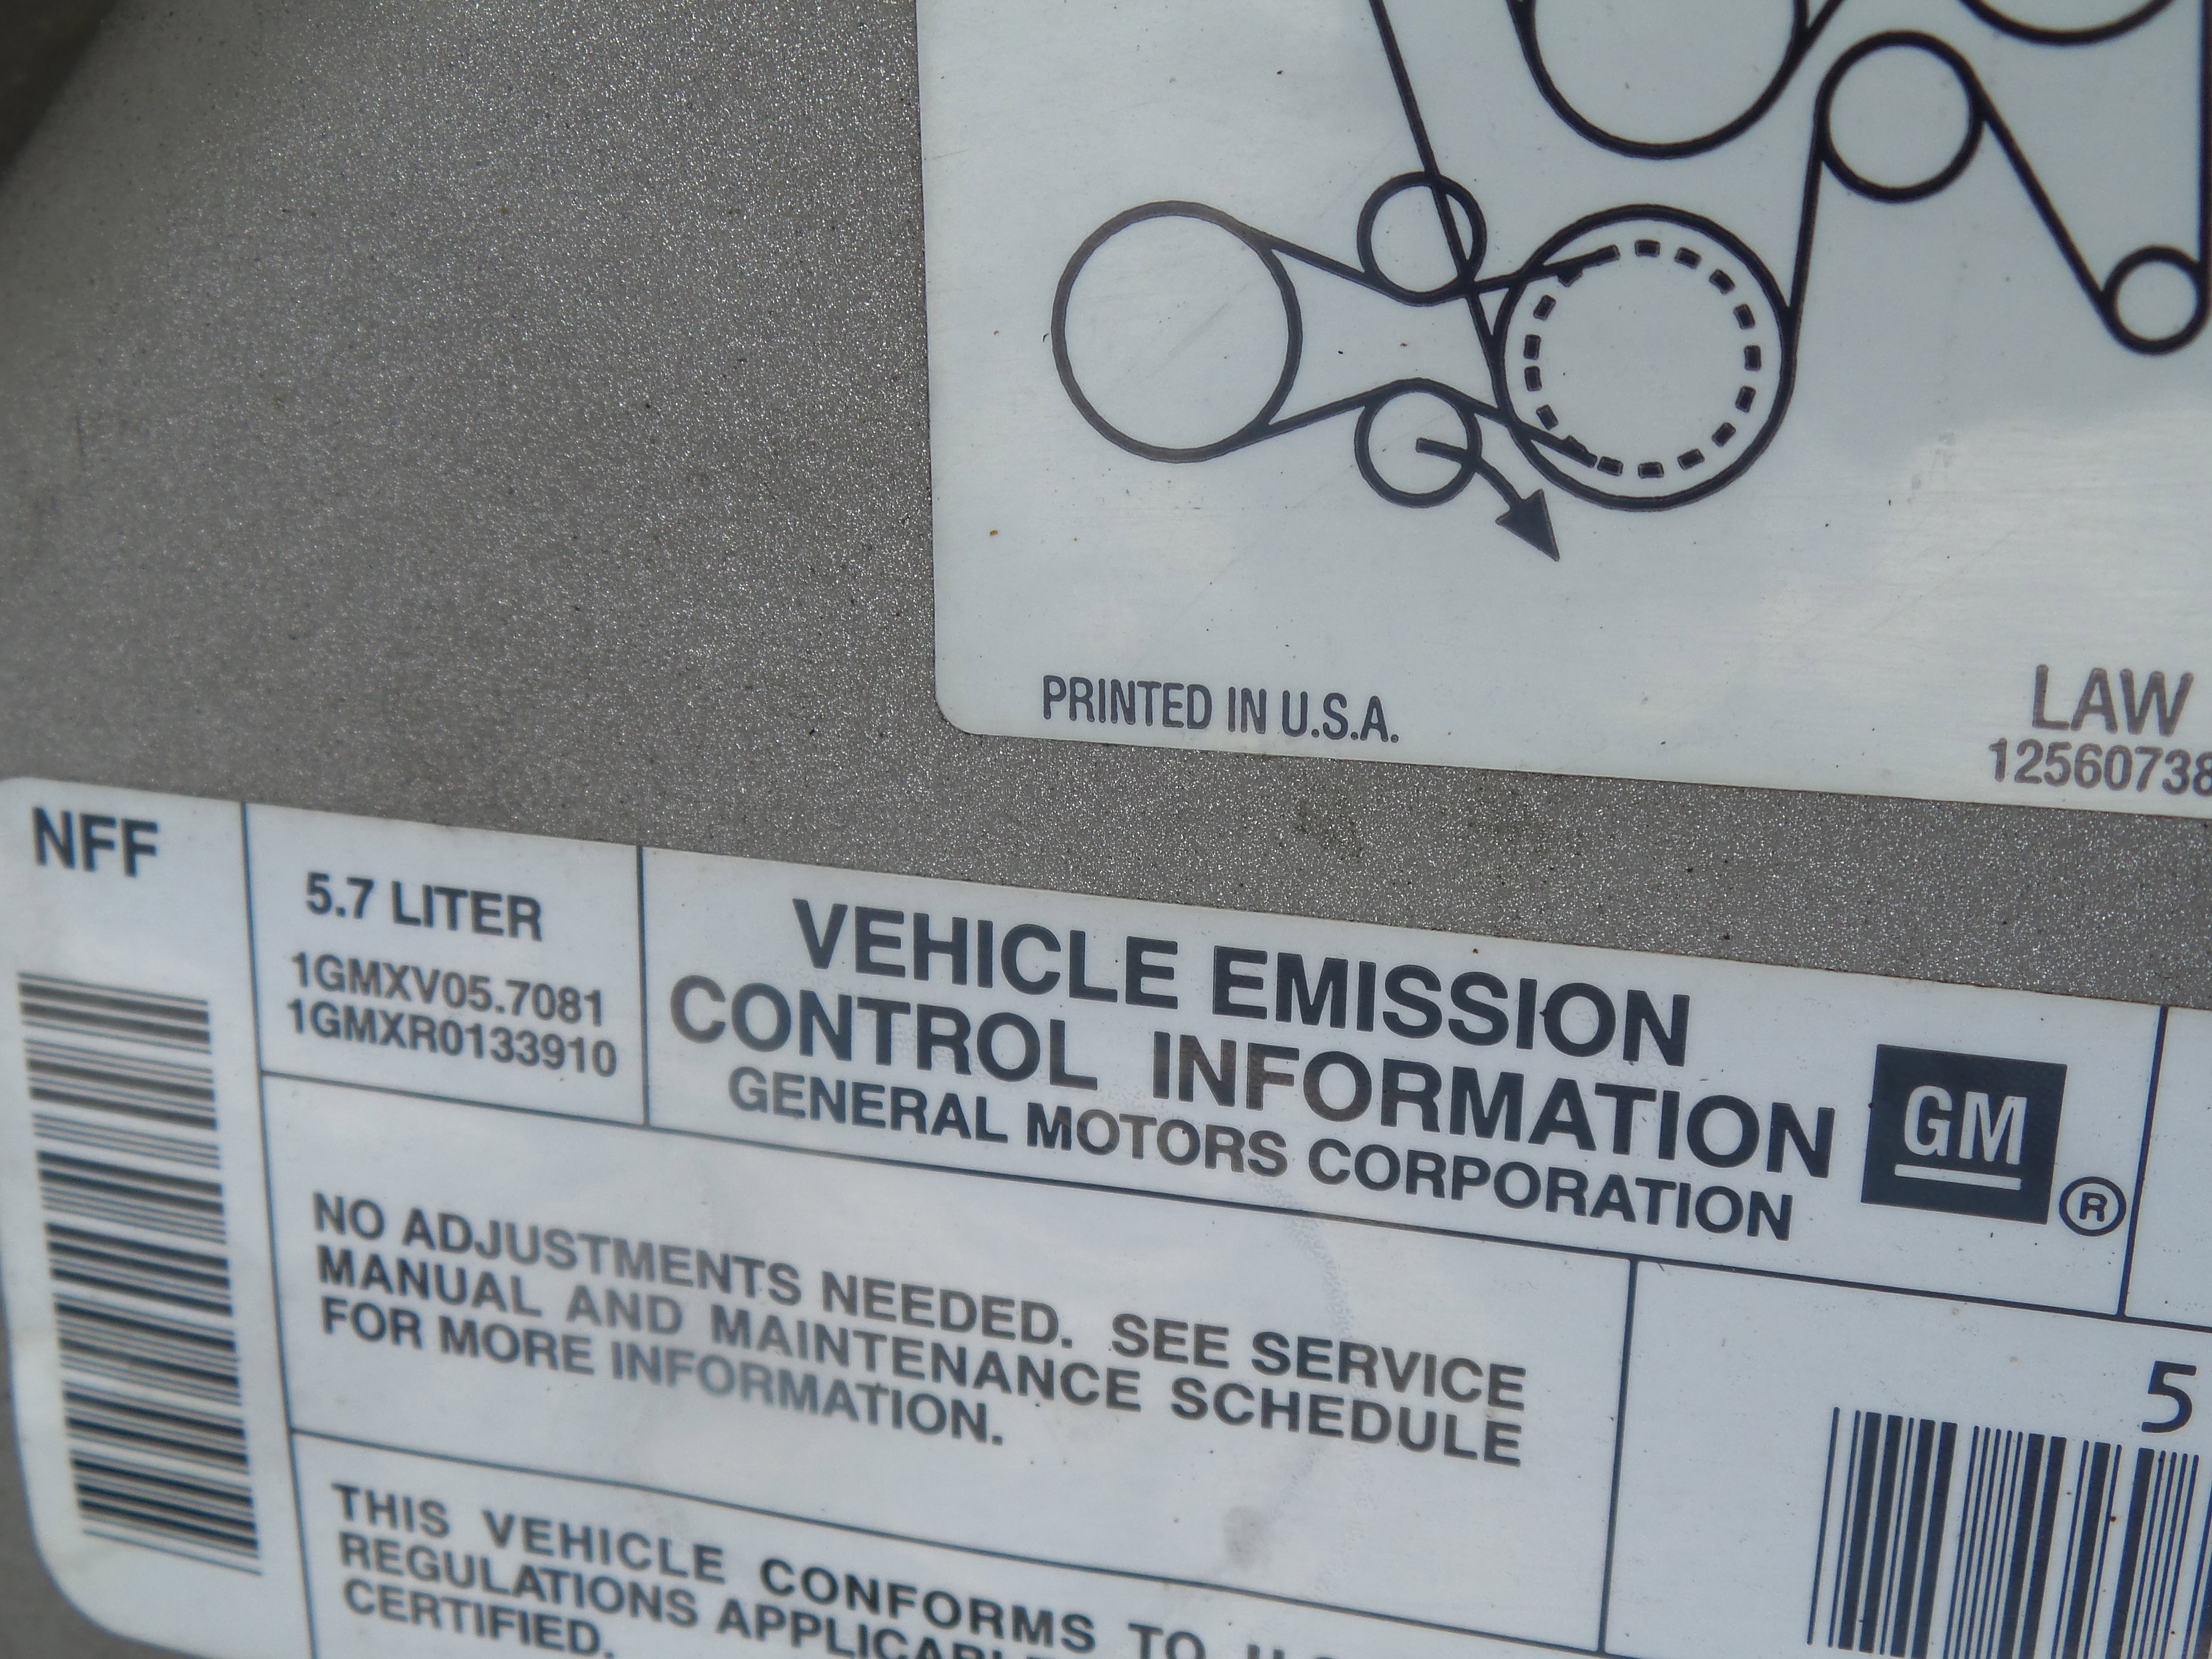 PRINTED IN U.S.A.
LAW
12560738
NFF
5.7 LITER
1GMXV05.7081
1GMXR0133910
VEHICLE EMISSION
CONTROL INFORMATION
GENERAL MOTORS CORPORATION
GM
®
NO ADJUSTMENTS NEEDED. SEE SERVICE
MANUAL AND MAINTENANCE SCHEDULE
FOR MORE INFORMATION.
5
THIS VEHICLE CONFORMS TO
REGULATIONS
CERTIFIED.